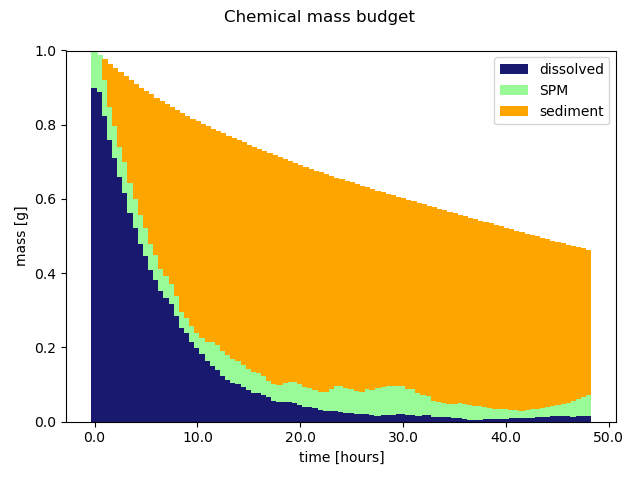 Chemical mass budget
dissolved
SPM
sediment
mass [g]
1.0
0.8
0.6
0.4
0.2
0.0
0.0 10.0 20.0 30.0 40.0 50.0
time [hours]